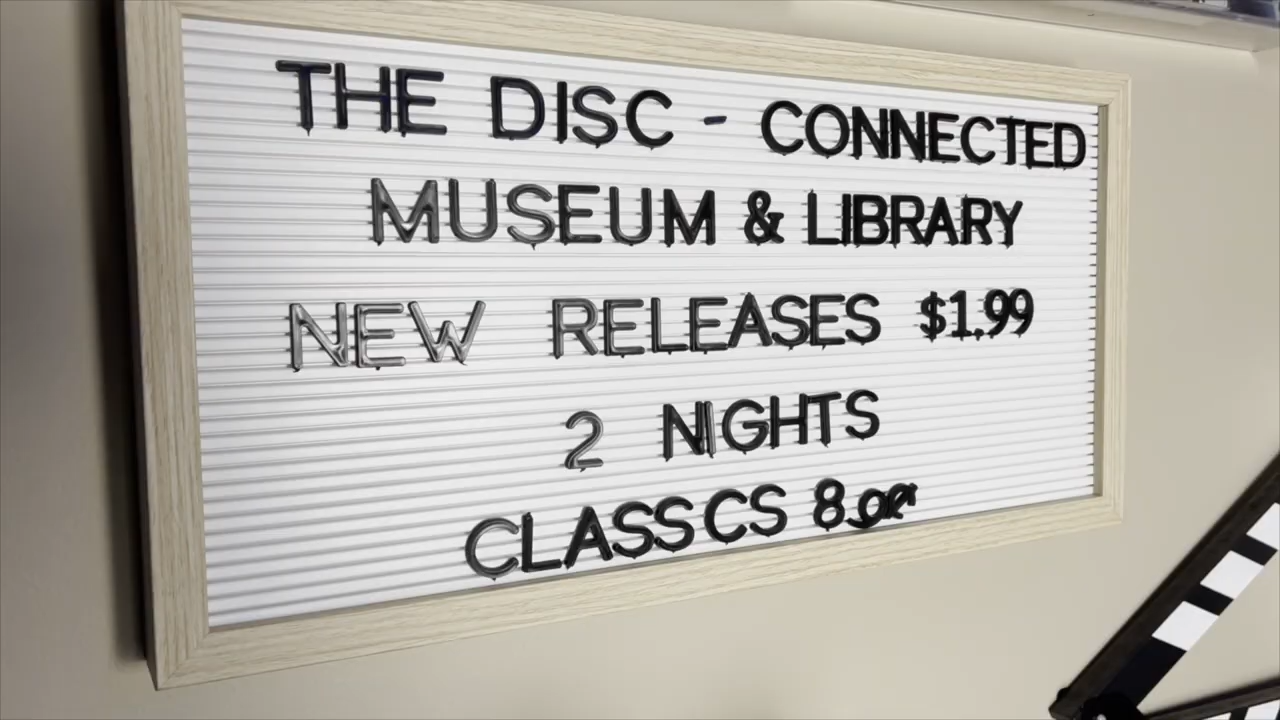 THE DISC - CONNECTED
MUSEUM & LIBRARY
NEW RELEASES $1.99
2 NIGHTS
CLASSCS 8